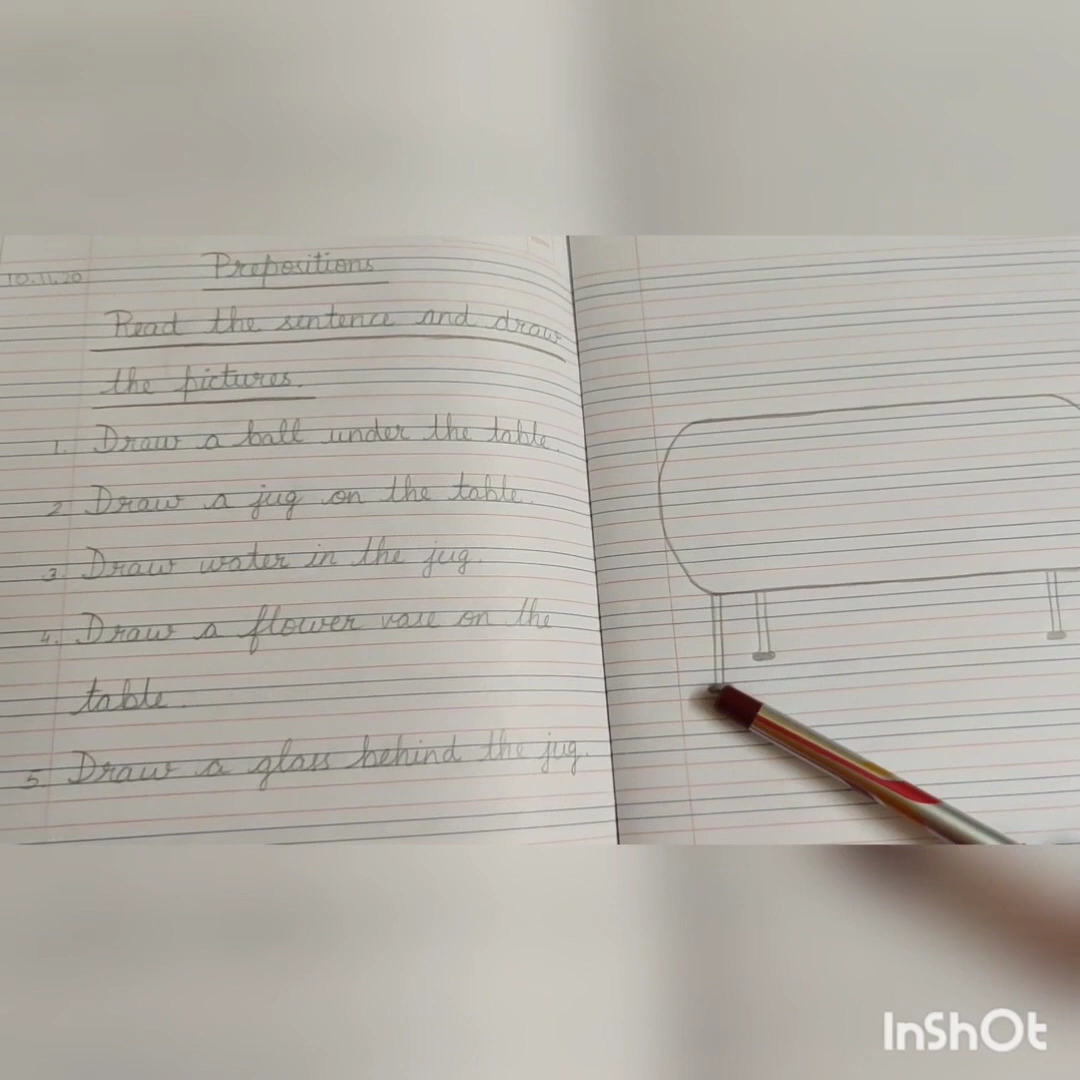 10.11.20
Prepositions
Read the sentence and draw
the pictures.
1. Draw a ball under the table.
2. Draw a jug on the table.
3. Draw water in the jug.
4. Draw a flower vase on the
table.
5. Draw a glass behind the jug.
InShOt